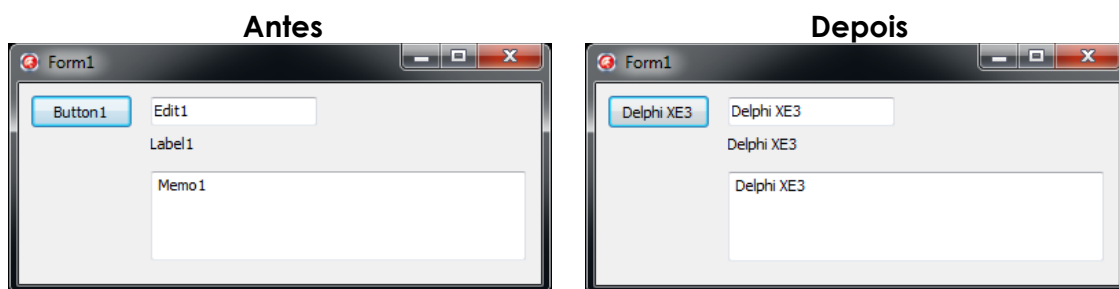 Antes
Form1
Button1
Edit1
Label1
Memo1
Depois
Form1
Delphi XE3
Delphi XE3
Delphi XE3
Delphi XE3